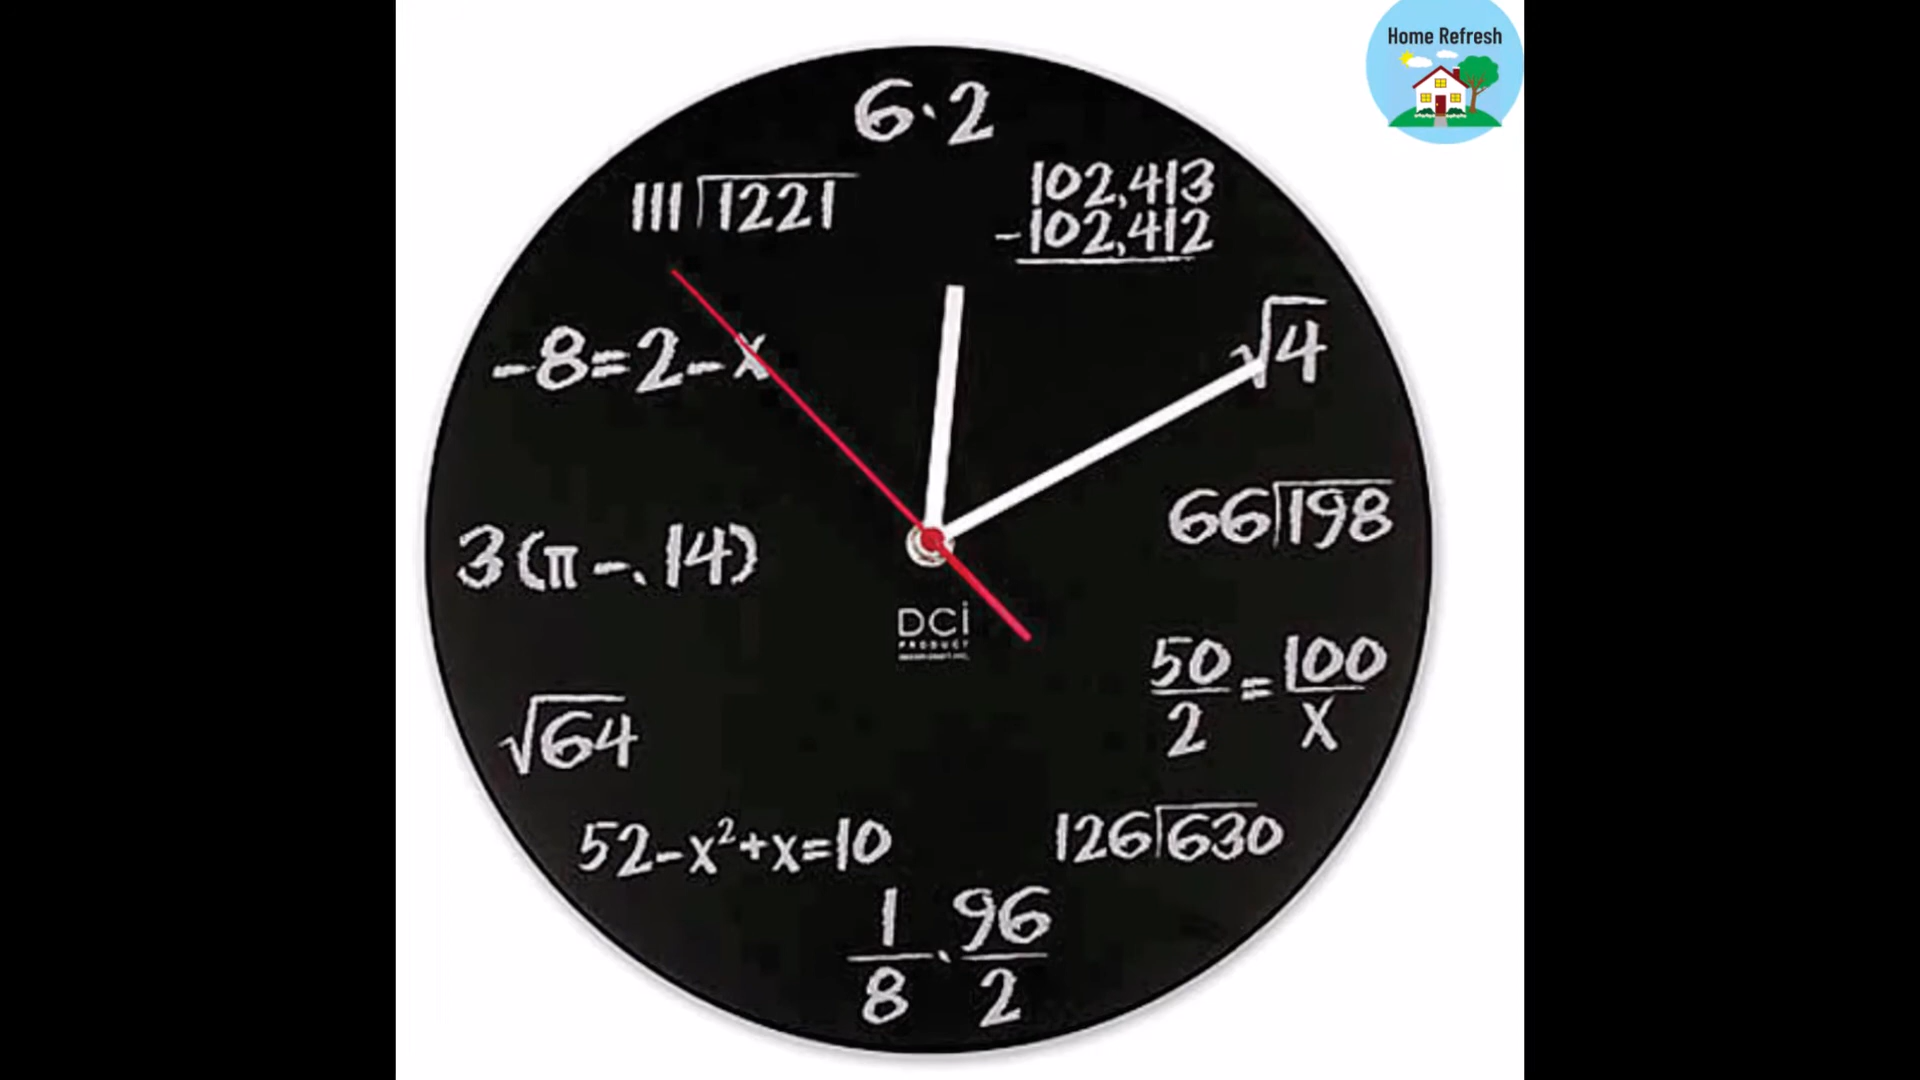 Home Refresh
6·2
111⟌1221
102,413
-102,412
-8=2-x
√4
3(π-.14)
66⟌198
DCI
PRODUCT
50/2=100/x
√64
52-x²+x=10
126⟌630
1/8·96/2